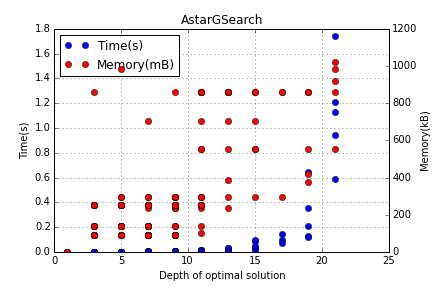 AstarGSearch
Time(s)
Memory(mB)
1.8
1.6
1.4
1.2
1.0
0.8
0.6
0.4
0.2
0.0
Time(s)
1200
1000
800
600
400
200
0
Memory(kB)
0 5 10 15 20 25
Depth of optimal solution